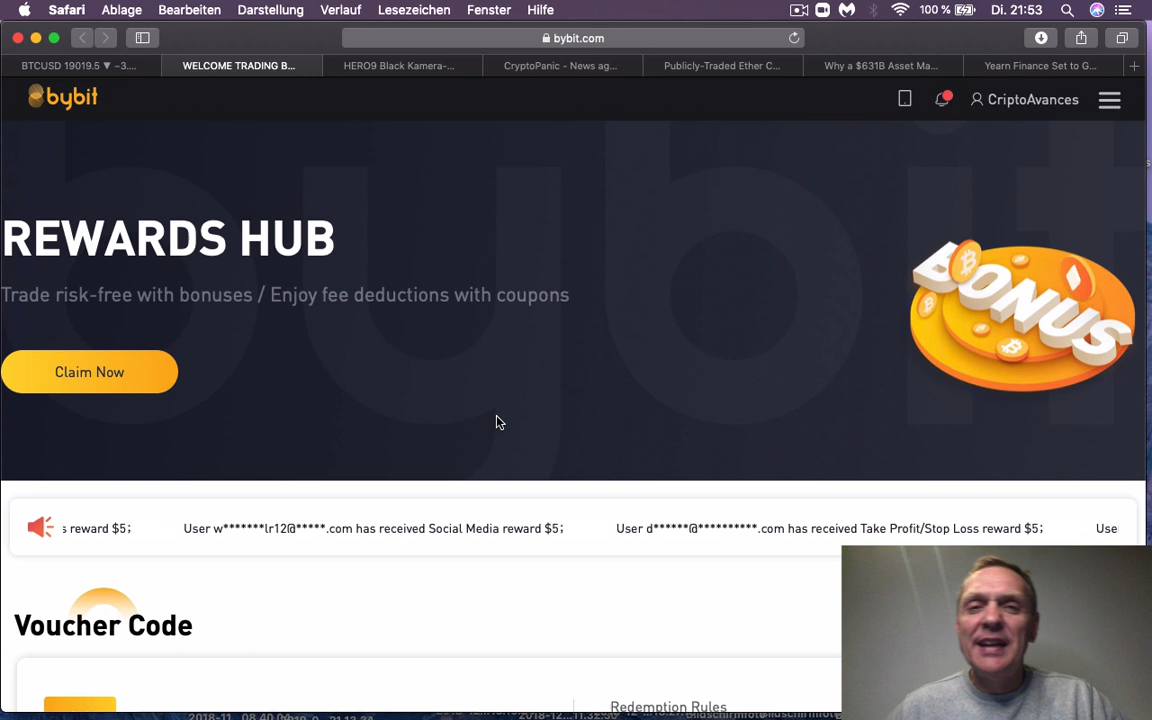 Safari Ablage Bearbeiten Darstellung Verlauf Lesezeichen Fenster Hilfe 100 % Di. 21:53
bybit.com
BTCUSD 19019.5 ▼ −3.... WELCOME TRADING B... HERO9 Black Kamera-... CryptoPanic - News ag... Publicly-Traded Ether C... Why a $631B Asset Ma... Yearn Finance Set to G...
bybit CriptoAvances
REWARDS HUB
Trade risk-free with bonuses / Enjoy fee deductions with coupons
BONUS
Claim Now
s reward $5; User w*******lr12@*****.com has received Social Media reward $5; User d******@**********.com has received Take Profit/Stop Loss reward $5; Use
Voucher Code
Redemption Rules